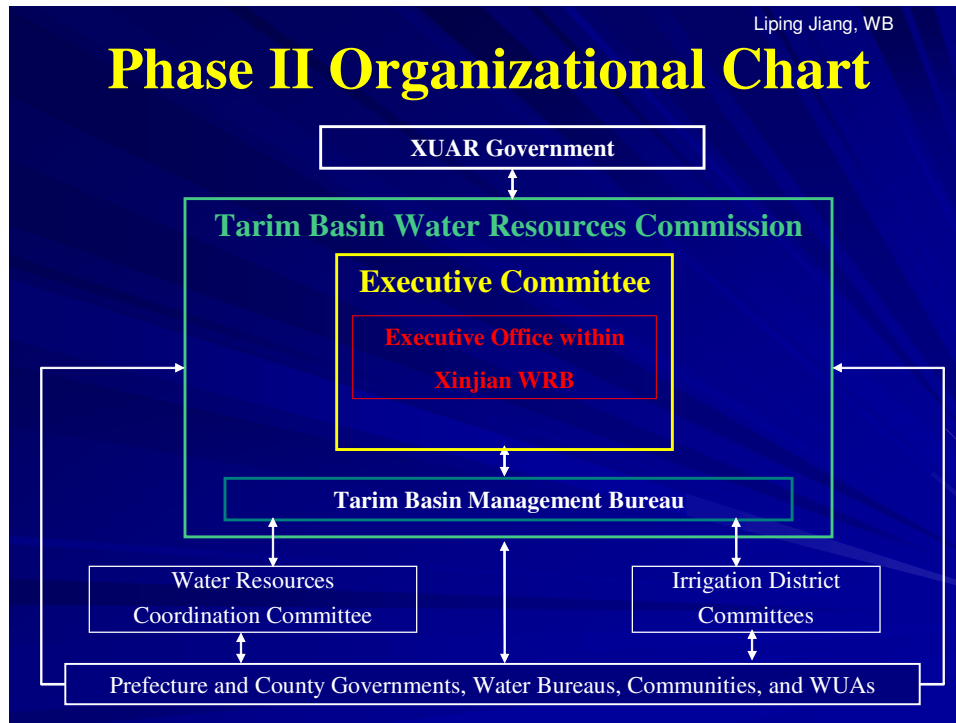 Liping Jiang, WB
Phase II Organizational Chart
XUAR Government
Tarim Basin Water Resources Commission
Executive Committee
Executive Office within
Xinjian WRB
Tarim Basin Management Bureau
Water Resources
Coordination Committee
Irrigation District
Committees
Prefecture and County Governments, Water Bureaus, Communities, and WUAs